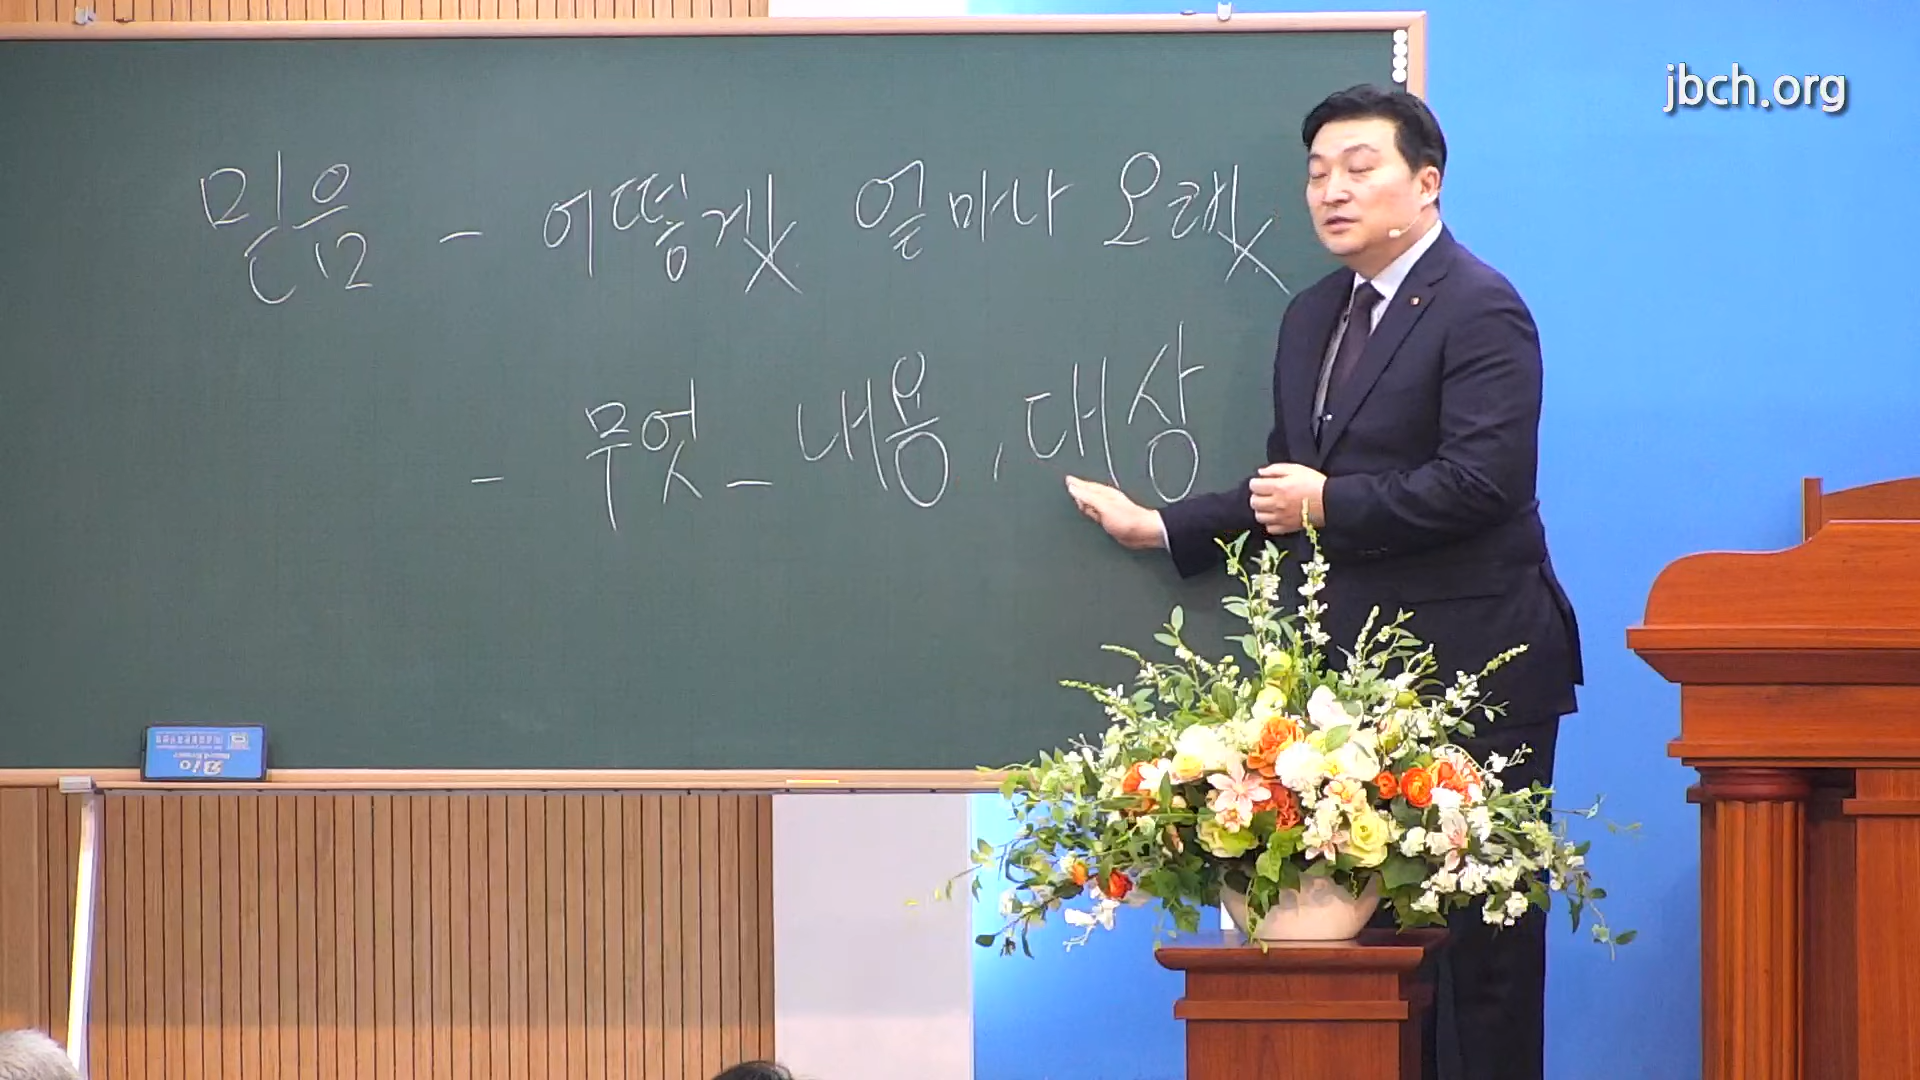 jbch.org
믿음 - 어떻게 얼마나 오래
- 무엇 - 내용, 대상